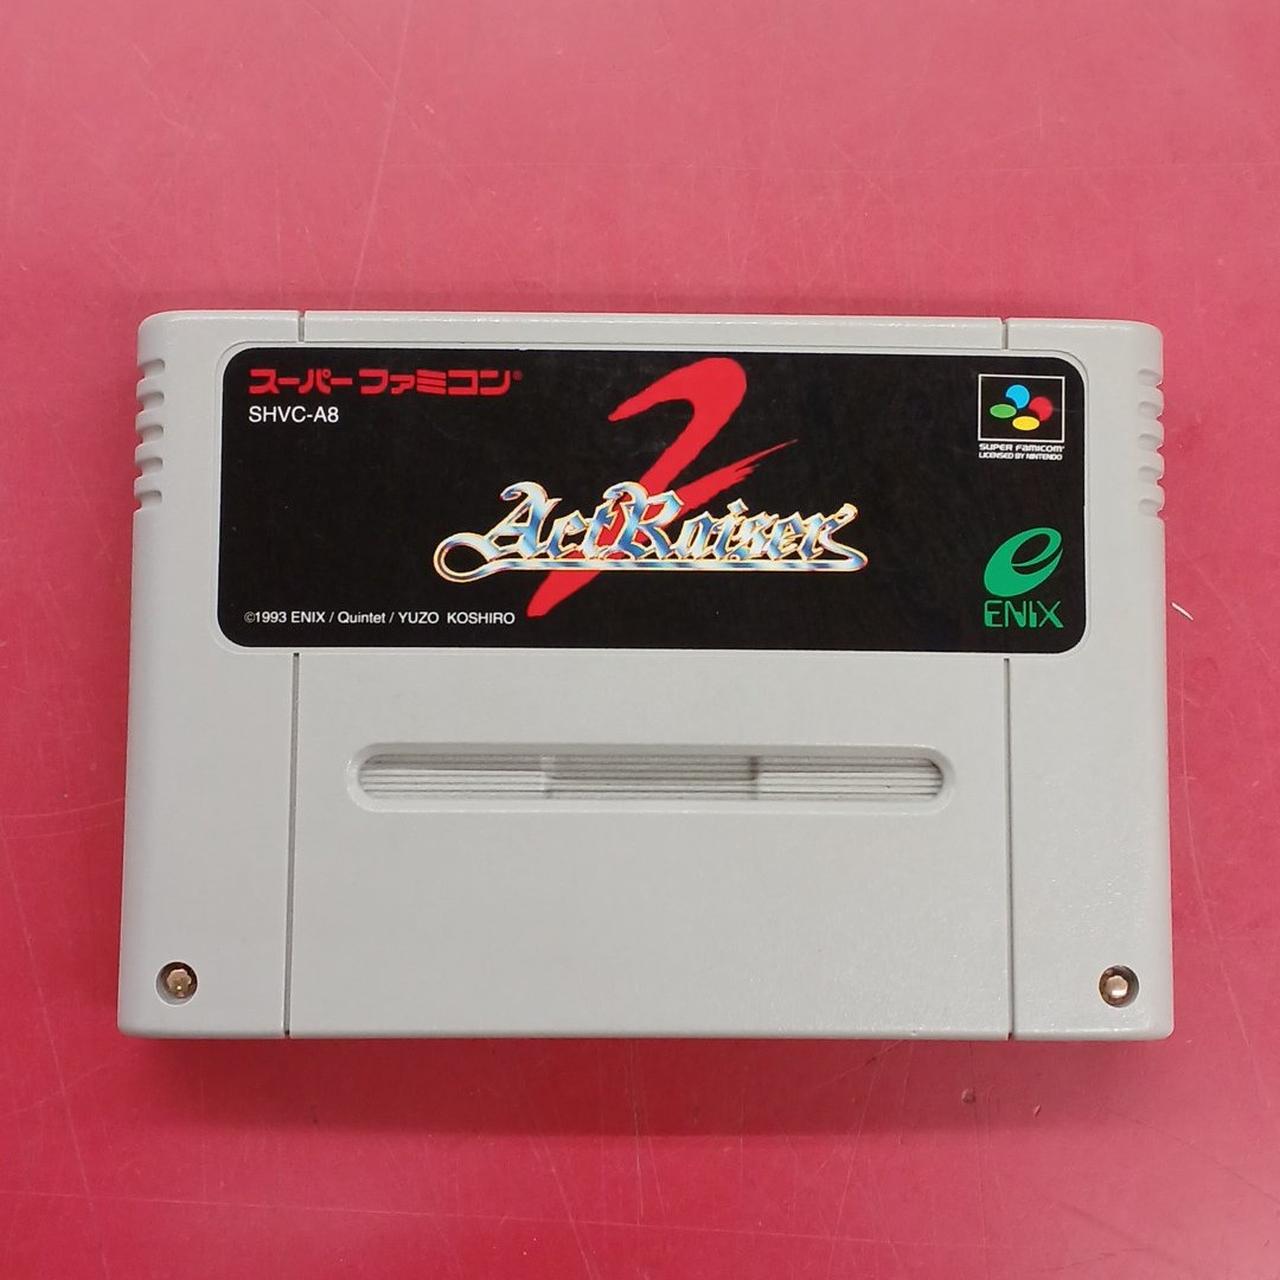 スーパーファミコン®
SHVC-A8
2
ActRaiser
SUPER FAMICOM
LICENSED BY NINTENDO
©1993 ENIX / Quintet / YUZO KOSHIRO
ENIX